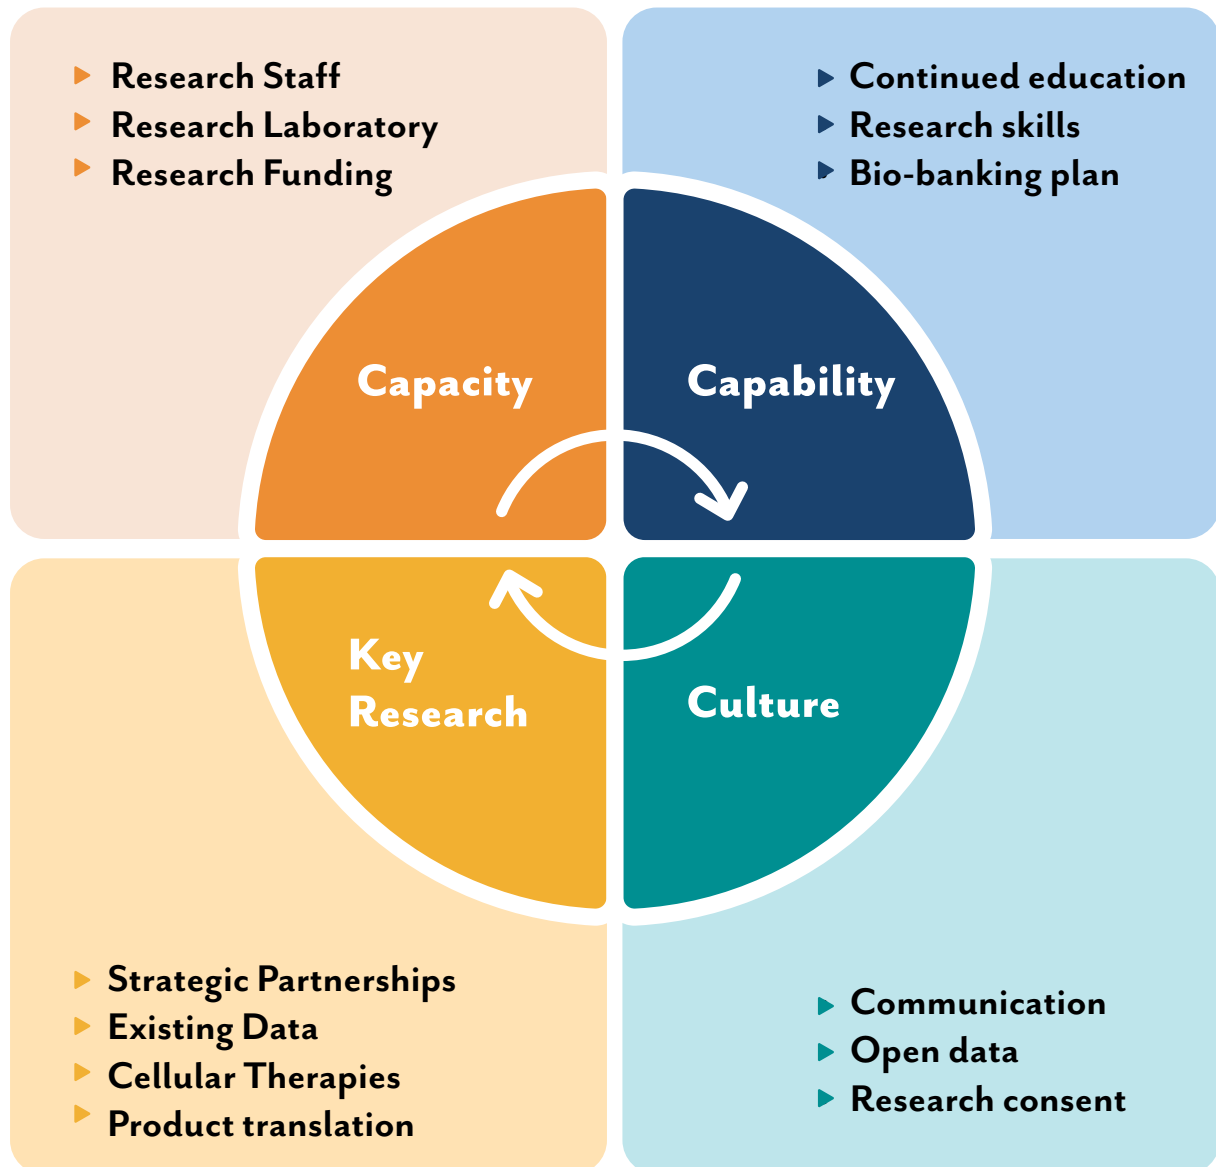 Research Staff
Research Laboratory
Research Funding
Continued education
Research skills
Bio-banking plan
Capacity
Capability
Key
Research
Culture
Strategic Partnerships
Existing Data
Cellular Therapies
Product translation
Communication
Open data
Research consent